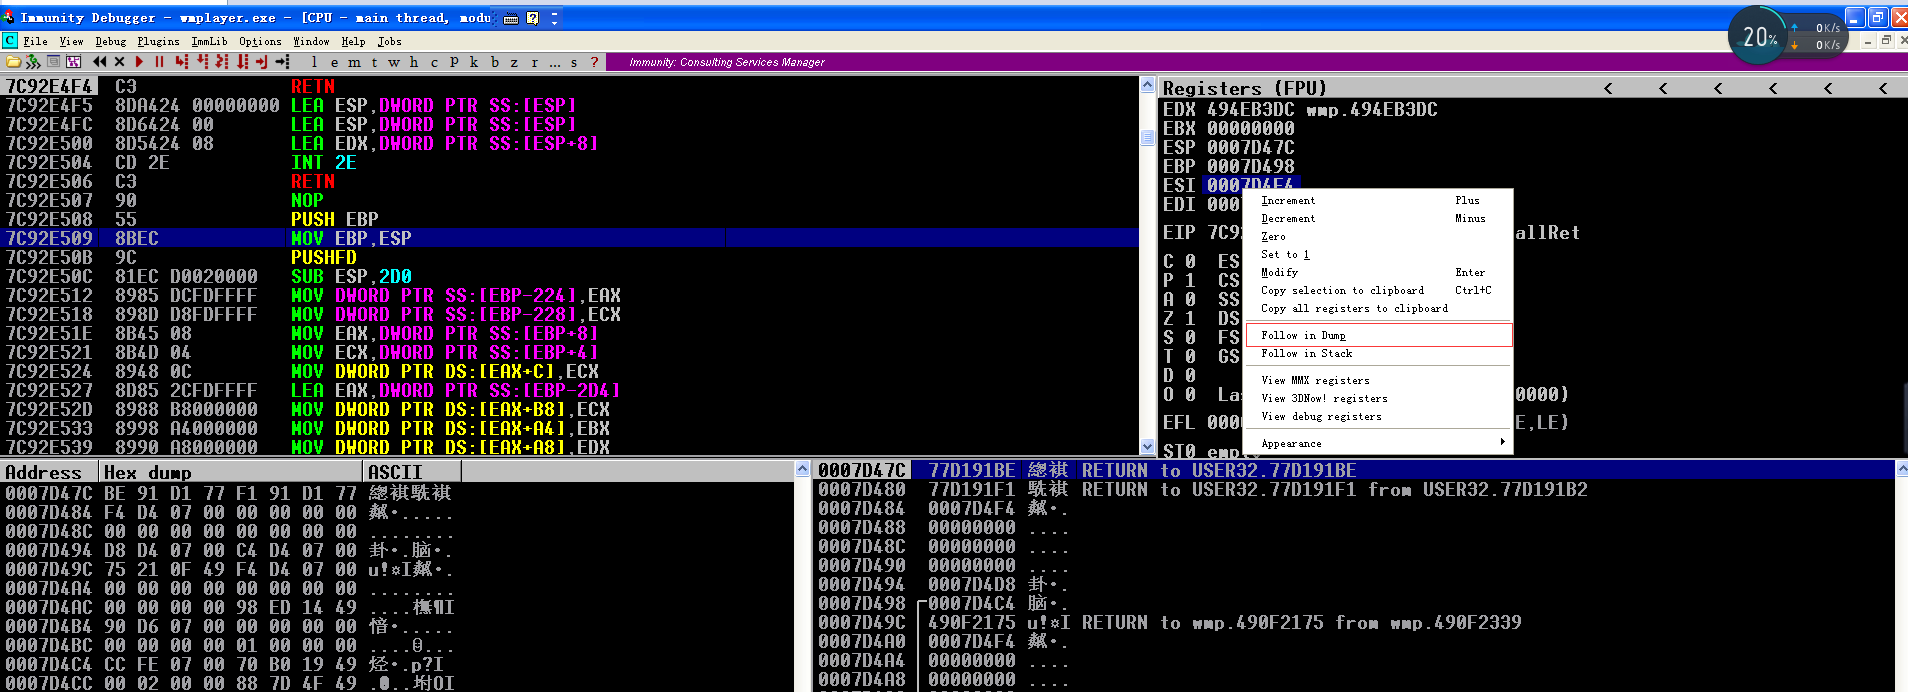 Immunity Debugger - wmplayer.exe - [CPU - main thread, modu
20%
0K/s
0K/s
C File View Debug Plugins ImmLib Options Window Help Jobs
l e m t w h c P k b z r ... s ?
Immunity: Consulting Services Manager
7C92E4F4 C3 RETN
7C92E4F5 8DA424 00000000 LEA ESP,DWORD PTR SS:[ESP]
7C92E4FC 8D6424 00 LEA ESP,DWORD PTR SS:[ESP]
7C92E500 8D5424 08 LEA EDX,DWORD PTR SS:[ESP+8]
7C92E504 CD 2E INT 2E
7C92E506 C3 RETN
7C92E507 90 NOP
7C92E508 55 PUSH EBP
7C92E509 8BEC MOV EBP,ESP
7C92E50B 9C PUSHFD
7C92E50C 81EC D0020000 SUB ESP,2D0
7C92E512 8985 DCFDFFFF MOV DWORD PTR SS:[EBP-224],EAX
7C92E518 898D D8FDFFFF MOV DWORD PTR SS:[EBP-228],ECX
7C92E51E 8B45 08 MOV EAX,DWORD PTR SS:[EBP+8]
7C92E521 8B4D 04 MOV ECX,DWORD PTR SS:[EBP+4]
7C92E524 8948 0C MOV DWORD PTR DS:[EAX+C],ECX
7C92E527 8D85 2CFDFFFF LEA EAX,DWORD PTR SS:[EBP-2D4]
7C92E52D 8988 B8000000 MOV DWORD PTR DS:[EAX+B8],ECX
7C92E533 8998 A4000000 MOV DWORD PTR DS:[EAX+A4],EBX
7C92E539 8990 A8000000 MOV DWORD PTR DS:[EAX+A8],EDX
Registers (FPU) < < < < < <
EDX 494EB3DC wmp.494EB3DC
EBX 00000000
ESP 0007D47C
EBP 0007D498
ESI 0007D4F4
EDI 000
EIP 7C9 allRet
C 0 ES
P 1 CS
A 0 SS
Z 1 DS
S 0 FS
T 0 GS
D 0
O 0 La 0000)
EFL 000 E,LE)
ST0 empt
Increment Plus
Decrement Minus
Zero
Set to 1
Modify Enter
Copy selection to clipboard Ctrl+C
Copy all registers to clipboard
Follow in Dump
Follow in Stack
View MMX registers
View 3DNow! registers
View debug registers
Appearance
Address Hex dump ASCII
0007D47C BE 91 D1 77 F1 91 D1 77
0007D484 F4 D4 07 00 00 00 00 00 粼•.....
0007D48C 00 00 00 00 00 00 00 00 ........
0007D494 D8 D4 07 00 C4 D4 07 00 卦•.脑•.
0007D49C 75 21 0F 49 F4 D4 07 00 u!¤I粼•.
0007D4A4 00 00 00 00 00 00 00 00 ........
0007D4AC 00 00 00 00 98 ED 14 49 ....橅¶I
0007D4B4 90 D6 07 00 00 00 00 00
0007D4BC 00 00 00 00 01 00 00 00 ....☺...
0007D4C4 CC FE 07 00 70 B0 19 49
0007D4CC 00 02 00 00 88 7D 4F 49
0007D47C 77D191BE RETURN to USER32.77D191BE
0007D480 77D191F1 RETURN to USER32.77D191F1 from USER32.77D191B2
0007D484 0007D4F4 粼•.
0007D488 00000000 ....
0007D48C 00000000 ....
0007D490 00000000 ....
0007D494 0007D4D8 卦•.
0007D498 0007D4C4 脑•.
0007D49C 490F2175 u!¤I RETURN to wmp.490F2175 from wmp.490F2339
0007D4A0 0007D4F4 粼•.
0007D4A4 00000000 ....
0007D4A8 00000000 ....